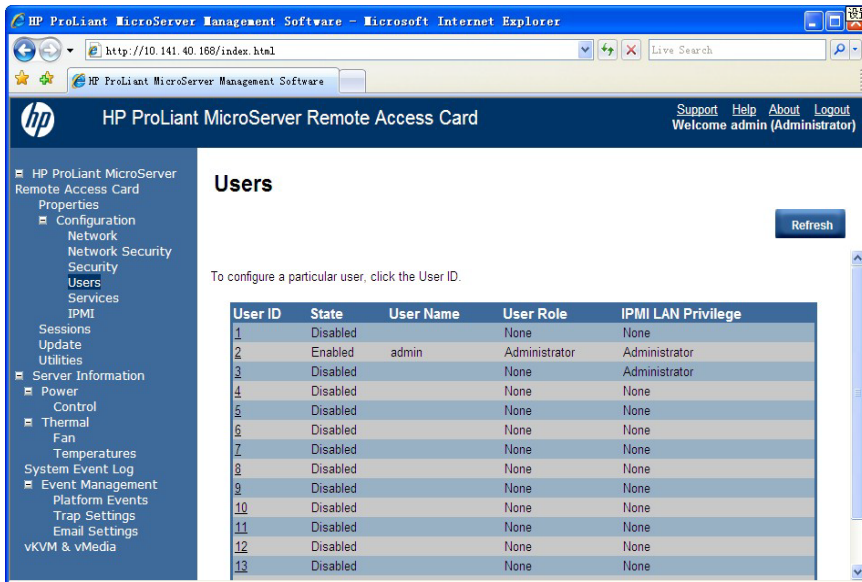 HP ProLiant MicroServer Management Software - Microsoft Internet Explorer
http://10.141.40.168/index.html
Live Search
HP ProLiant MicroServer Management Software
hp
HP ProLiant MicroServer Remote Access Card
Support Help About Logout
Welcome admin (Administrator)
HP ProLiant MicroServer
Remote Access Card
Properties
Configuration
Network
Network Security
Security
Users
Services
IPMI
Sessions
Update
Utilities
Server Information
Power
Control
Thermal
Fan
Temperatures
System Event Log
Event Management
Platform Events
Trap Settings
Email Settings
vKVM & vMedia
Users
Refresh
To configure a particular user, click the User ID.
User ID State User Name User Role IPMI LAN Privilege
1 Disabled None None
2 Enabled admin Administrator Administrator
3 Disabled None Administrator
4 Disabled None None
5 Disabled None None
6 Disabled None None
7 Disabled None None
8 Disabled None None
9 Disabled None None
10 Disabled None None
11 Disabled None None
12 Disabled None None
13 Disabled None None